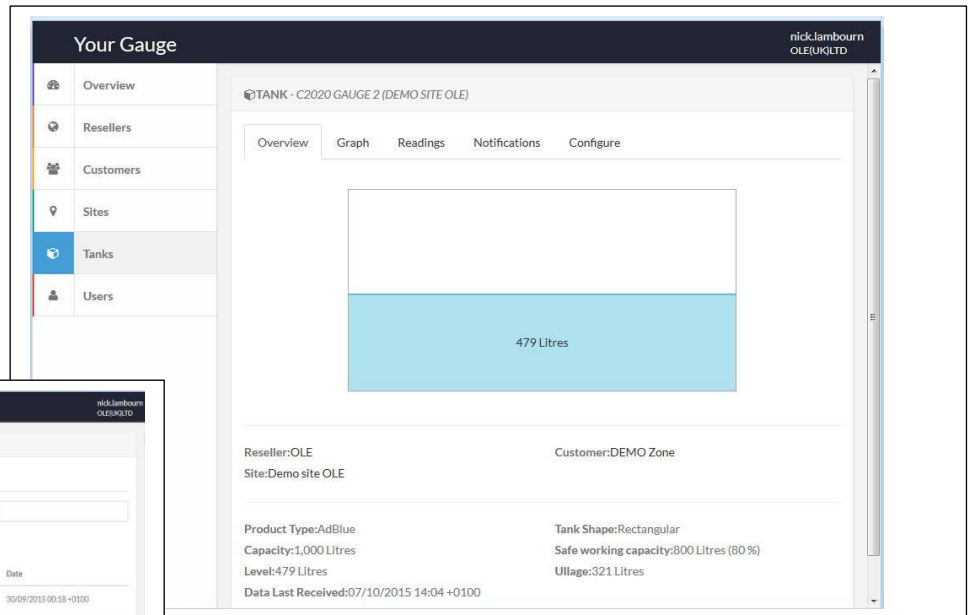 Your Gauge
nick.lambourn
OLE(UK)LTD
Overview
Resellers
Customers
Sites
Tanks
Users
TANK - C2020 GAUGE 2 (DEMO SITE OLE)
Overview Graph Readings Notifications Configure
479 Litres
Reseller:OLE Customer:DEMO Zone
Site:Demo site OLE
Product Type:AdBlue Tank Shape:Rectangular
Capacity:1,000 Litres Safe working capacity:800 Litres (80 %)
Level:479 Litres Ullage:321 Litres
Data Last Received:07/10/2015 14:04 +0100
nick.lambourn
OLE(UK)LTD
Date
30/09/2015 00:18 +0100